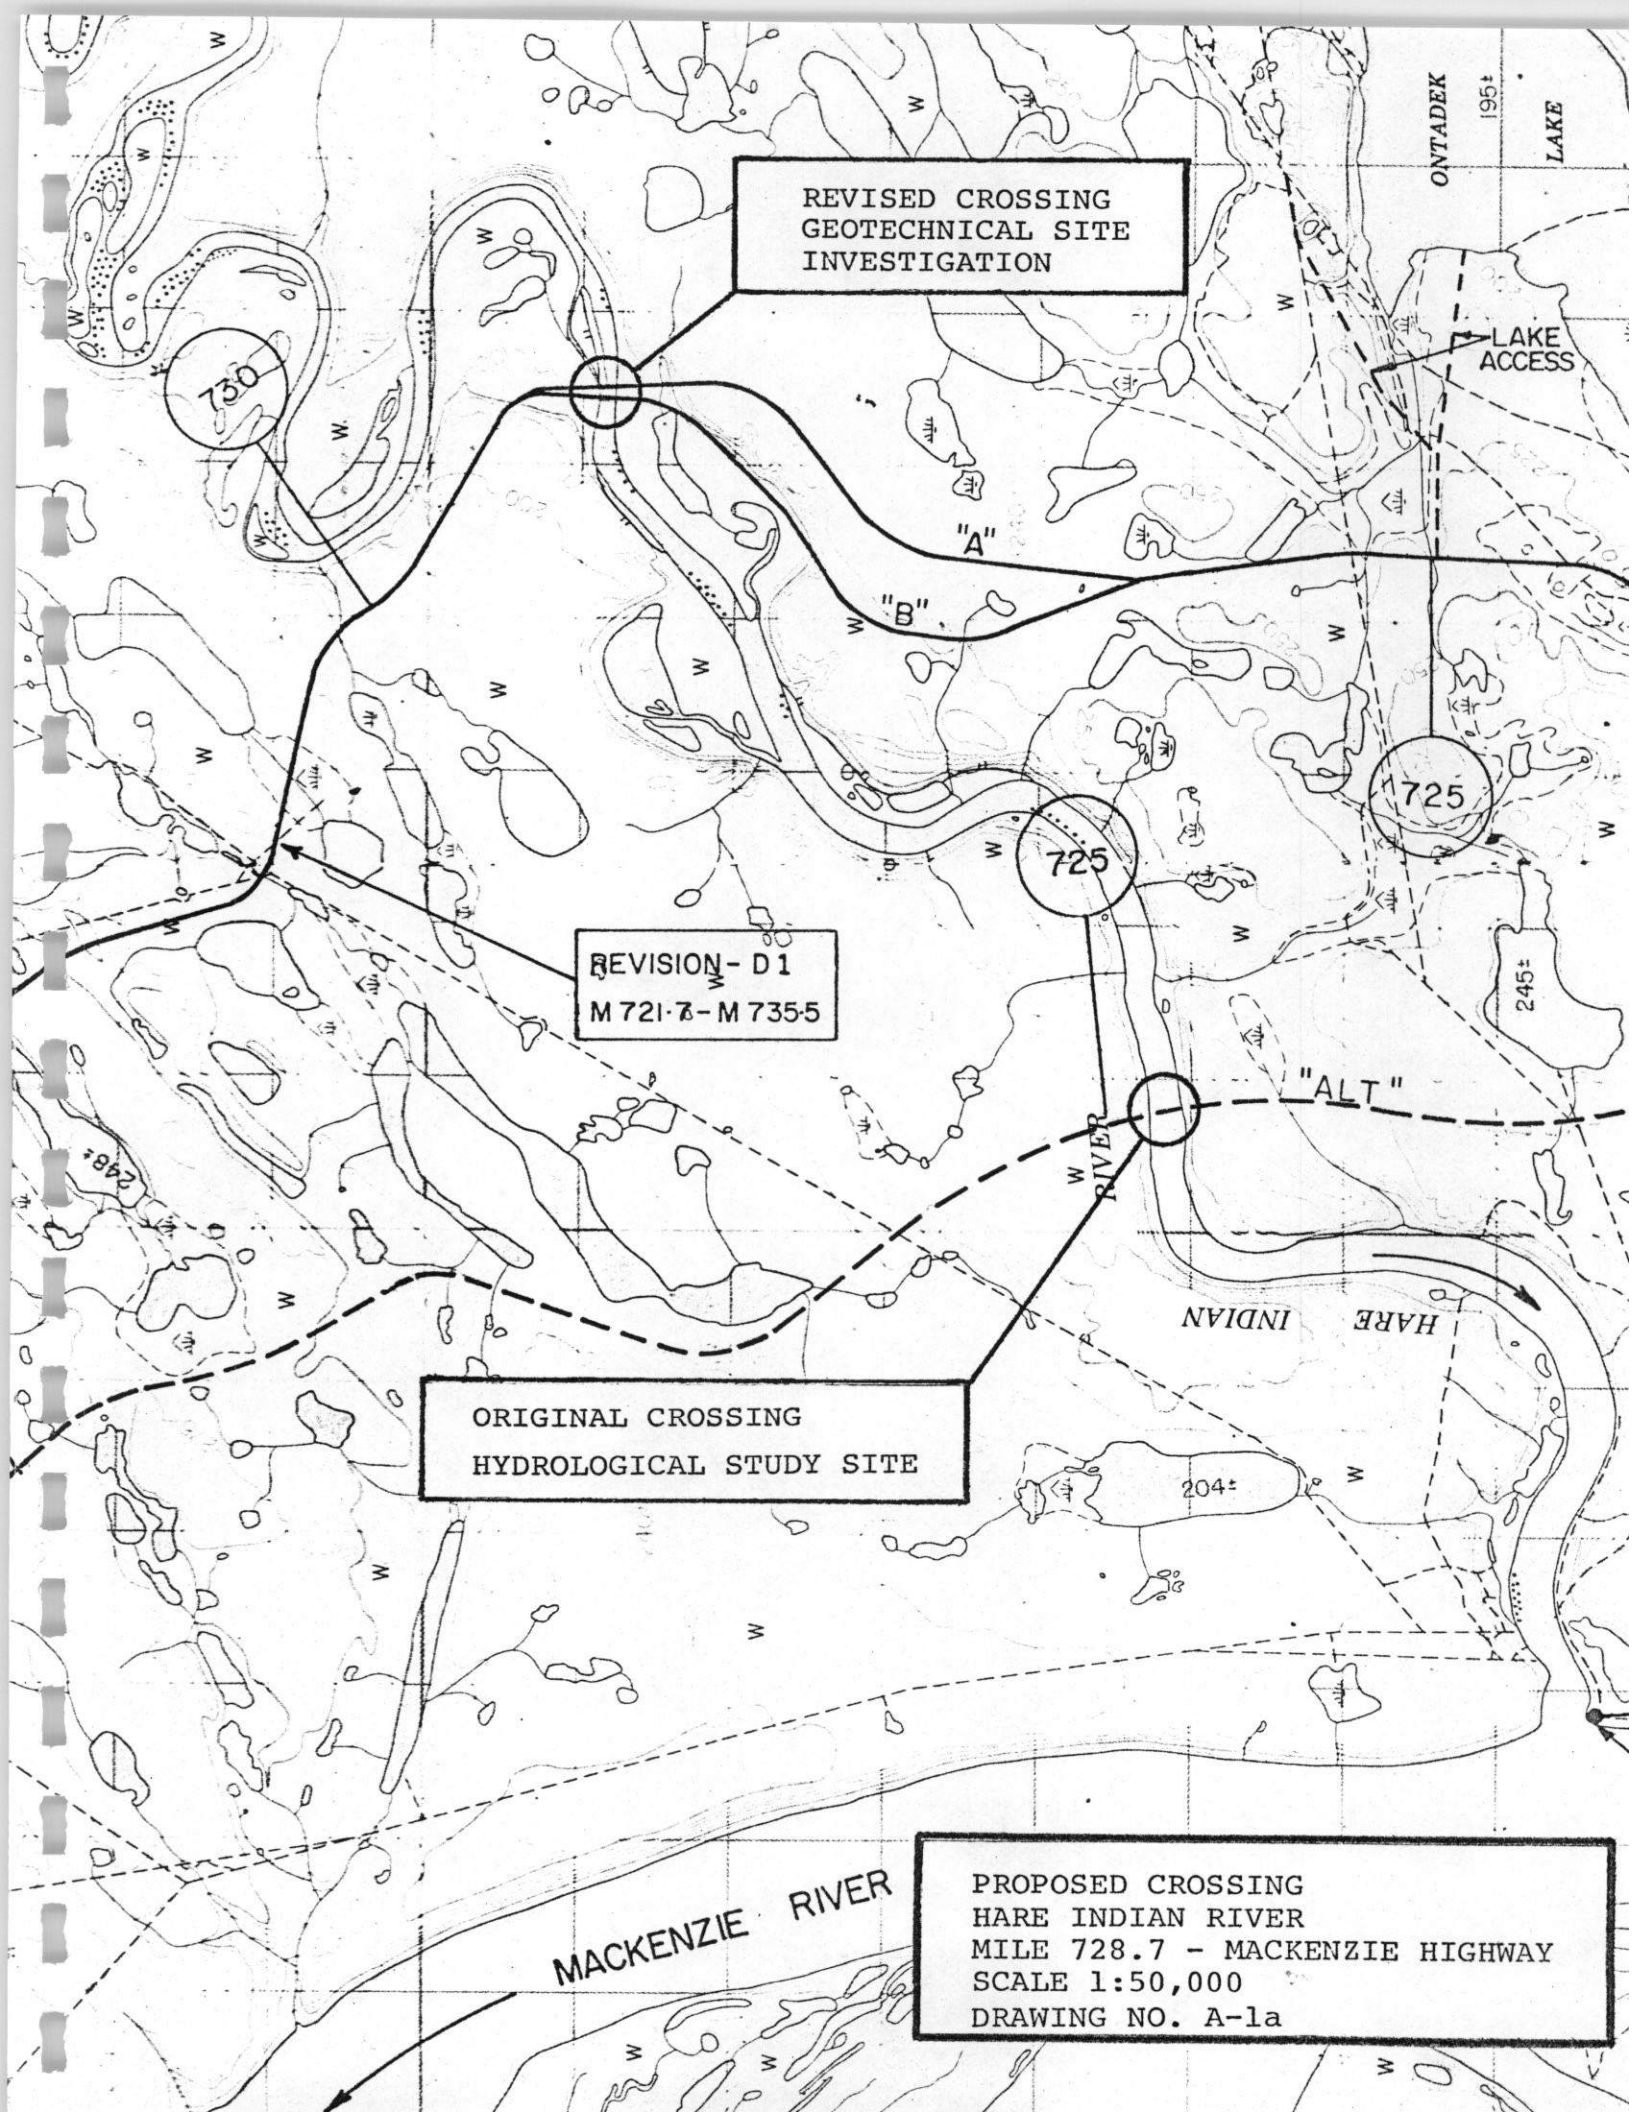 ONTADEK
195±
LAKE
REVISED CROSSING
GEOTECHNICAL SITE
INVESTIGATION
LAKE
ACCESS
730
200
"A"
"B"
725
725
REVISION - D 1
M 721.7 - M 735.5
245±
"ALT"
248±
RIVER
INDIAN
HARE
ORIGINAL CROSSING
HYDROLOGICAL STUDY SITE
204±
MACKENZIE RIVER
PROPOSED CROSSING
HARE INDIAN RIVER
MILE 728.7 - MACKENZIE HIGHWAY
SCALE 1:50,000
DRAWING NO. A-1a